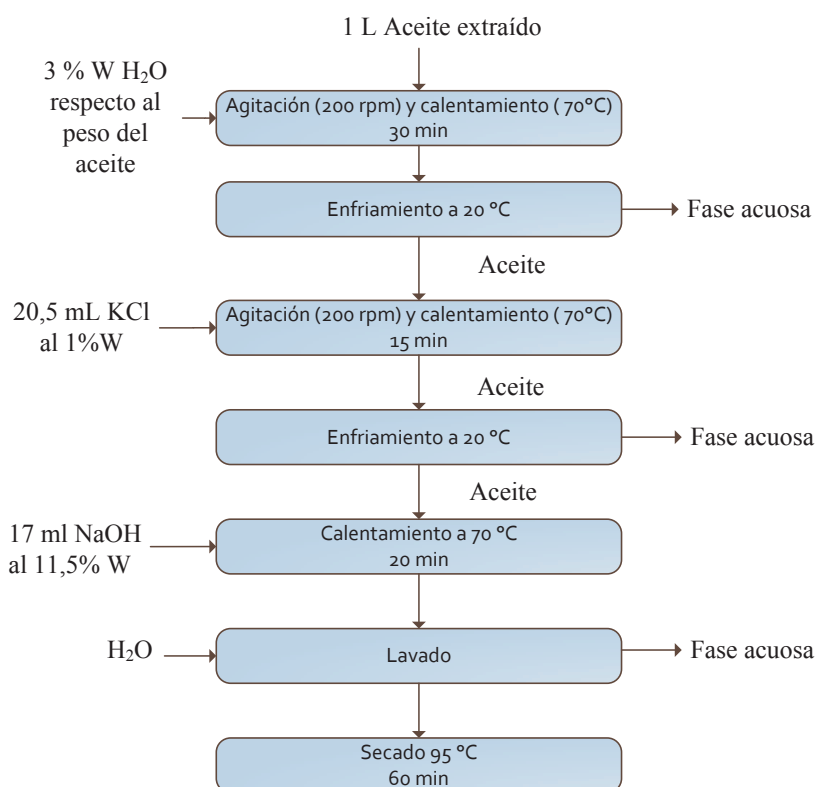 1 L Aceite extraído
3 % W H₂O
respecto al
peso del
aceite
Agitación (200 rpm) y calentamiento ( 70°C)
30 min
Enfriamiento a 20 °C
Fase acuosa
Aceite
20,5 mL KCl
al 1%W
Agitación (200 rpm) y calentamiento ( 70°C)
15 min
Aceite
Enfriamiento a 20 °C
Fase acuosa
Aceite
17 ml NaOH
al 11,5% W
Calentamiento a 70 °C
20 min
H₂O
Lavado
Fase acuosa
Secado 95 °C
60 min